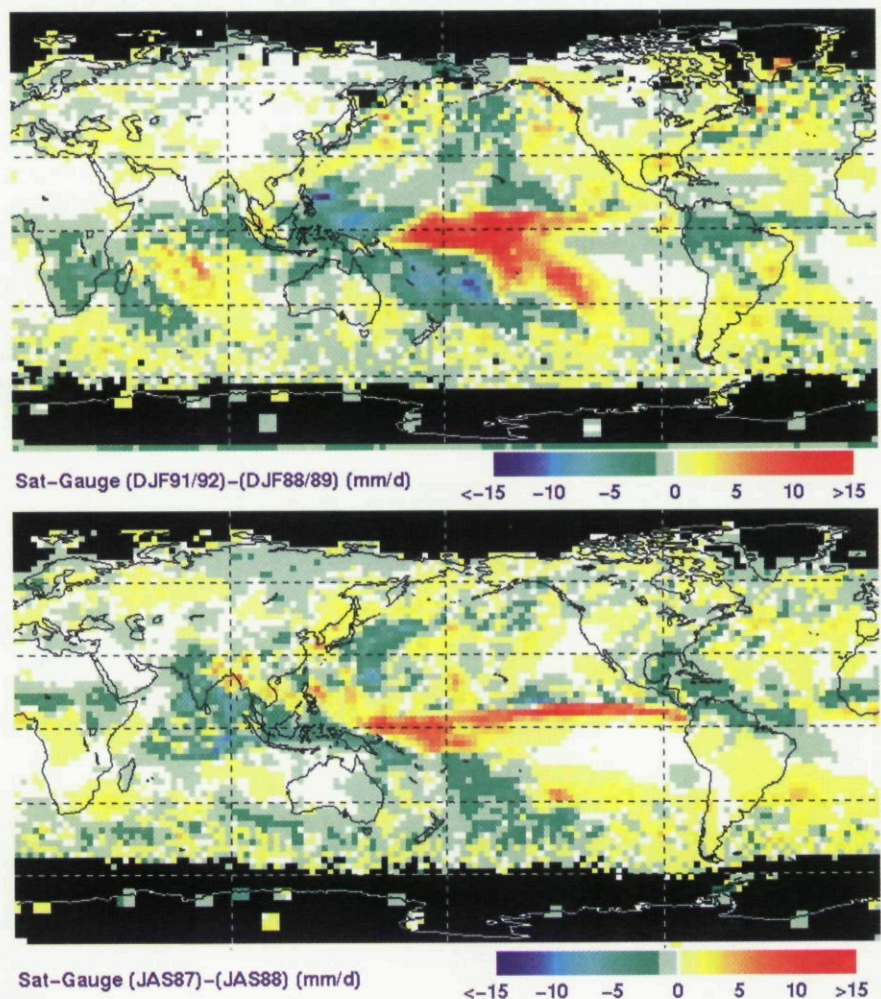 Sat-Gauge (DJF91/92)-(DJF88/89) (mm/d)
<-15 -10 -5 0 5 10 >15
Sat-Gauge (JAS87)-(JAS88) (mm/d)
<-15 -10 -5 0 5 10 >15